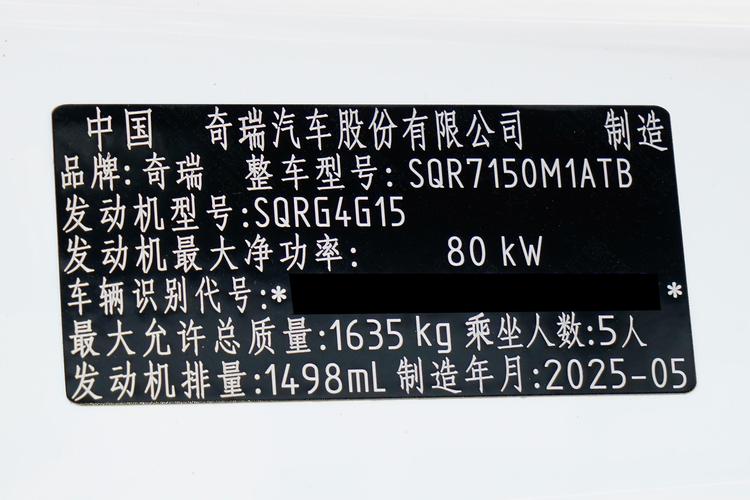 中国 奇瑞汽车股份有限公司 制造
品牌:奇瑞 整车型号:SQR7150M1ATB
发动机型号:SQRG4G15
发动机最大净功率: 80 kW
车辆识别代号:* *
最大允许总质量:1635 kg 乘坐人数:5人
发动机排量:1498mL 制造年月:2025-05